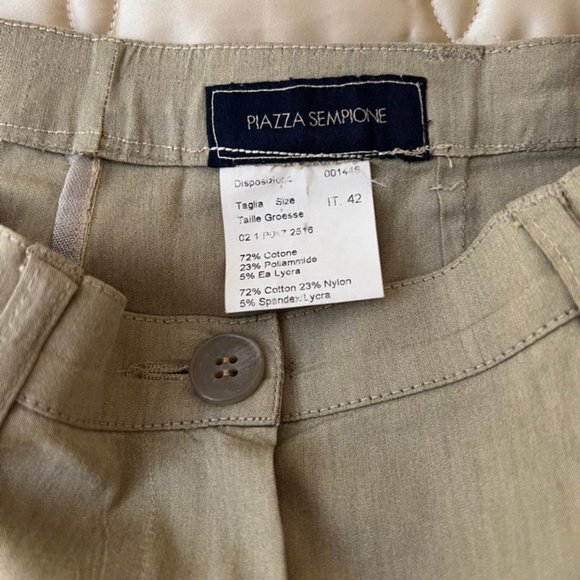 PIAZZA SEMPIONE
001446
Taglia Size IT. 42
Taille Groesse
72% Cotone
23% Poliammide
5% Ea Lycra
72% Cotton 23% Nylon
5% Spandex/Lycra